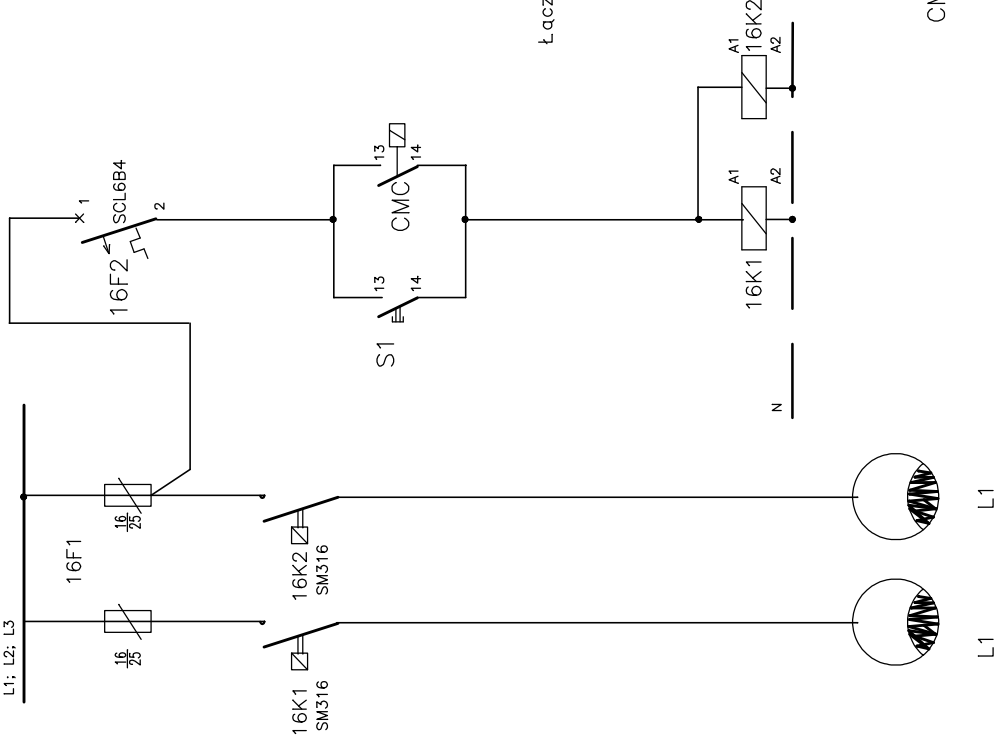 L1; L2; L3
16F1
16
25
16
25
16K1
SM316
16K2
SM316
L1
L1
1
SCL6B4
2
16F2
S1
13
14
CMC
13
14
16K1
A1
A2
16K2
A1
A2
N
Łącz
CM